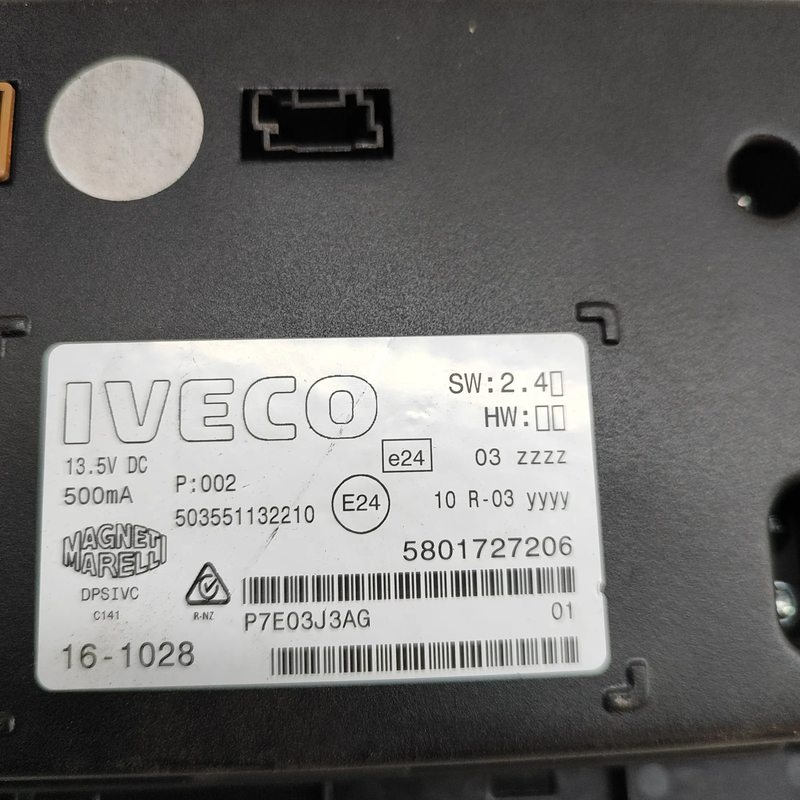 IVECO
SW:2.4▯
HW:▯▯
13.5V DC
500mA
P:002
503551132210
e24
03 zzzz
E24
10 R-03 yyyy
MAGNETI
MARELLI
DPSIVC
C141
R-NZ
5801727206
P7E03J3AG
01
16-1028